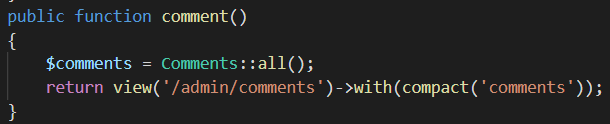 public function comment()
{
    $comments = Comments::all();
    return view('/admin/comments')->with(compact('comments'));
}